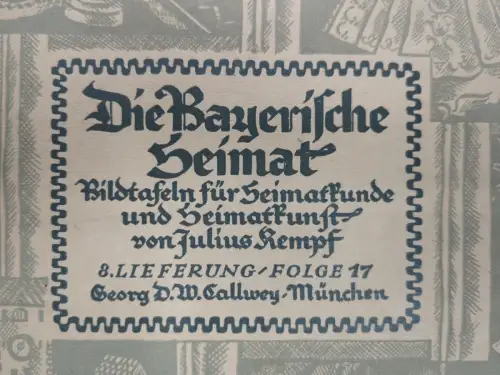 Die Bayerische
Heimat
Bildtafeln für Heimatkunde
und Heimatkunst
von Julius Kempf
8. LIEFERUNG - FOLGE 17
Georg D. W. Callwey - München